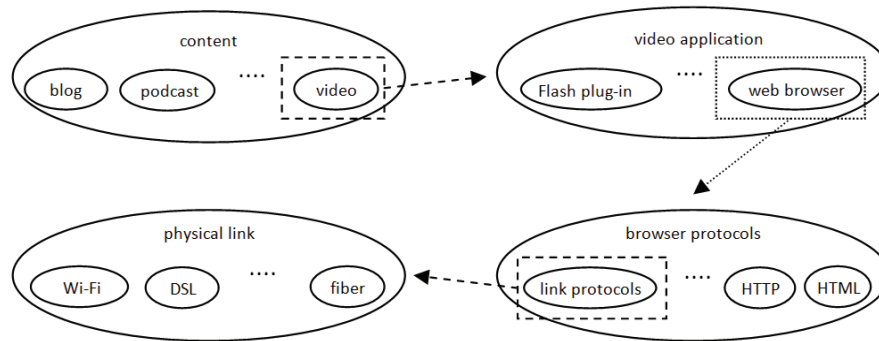 content
blog
podcast
....
video
video application
Flash plug-in
....
web browser
physical link
Wi-Fi
DSL
....
fiber
browser protocols
link protocols
....
HTTP
HTML